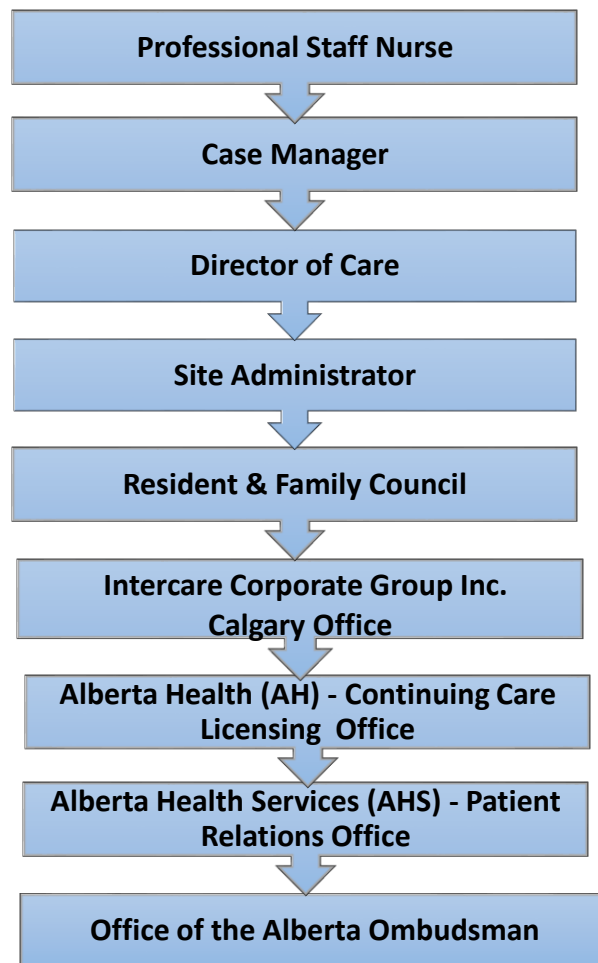 Professional Staff Nurse
Case Manager
Director of Care
Site Administrator
Resident & Family Council
Intercare Corporate Group Inc.
Calgary Office
Alberta Health (AH) - Continuing Care
Licensing Office
Alberta Health Services (AHS) - Patient
Relations Office
Office of the Alberta Ombudsman